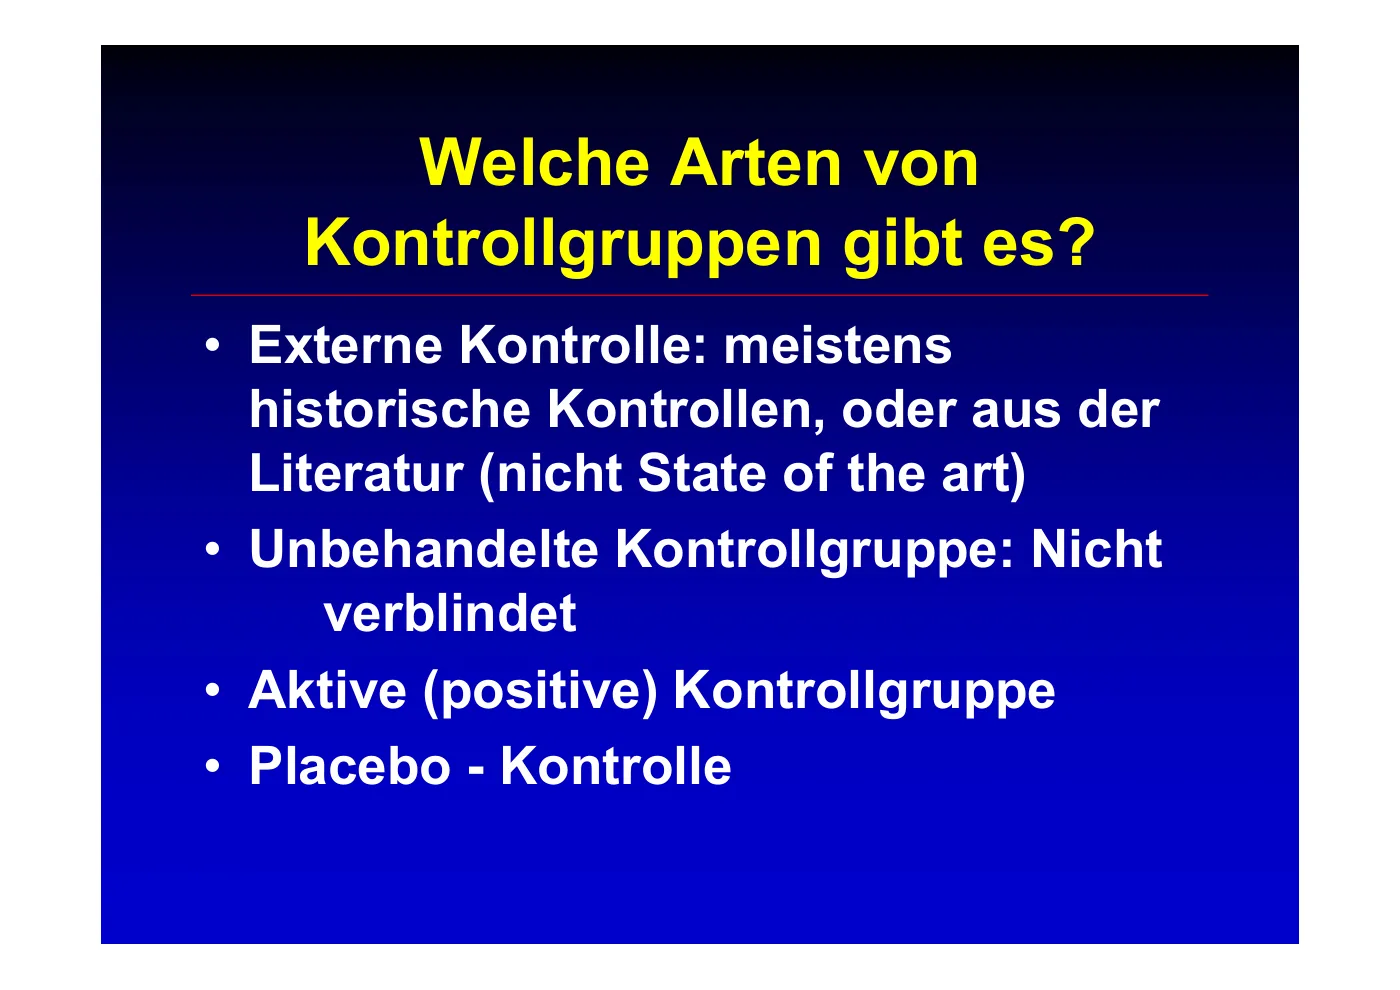 Welche Arten von
Kontrollgruppen gibt es?
• Externe Kontrolle: meistens
historische Kontrollen, oder aus der
Literatur (nicht State of the art)
• Unbehandelte Kontrollgruppe: Nicht
verblindet
• Aktive (positive) Kontrollgruppe
• Placebo - Kontrolle